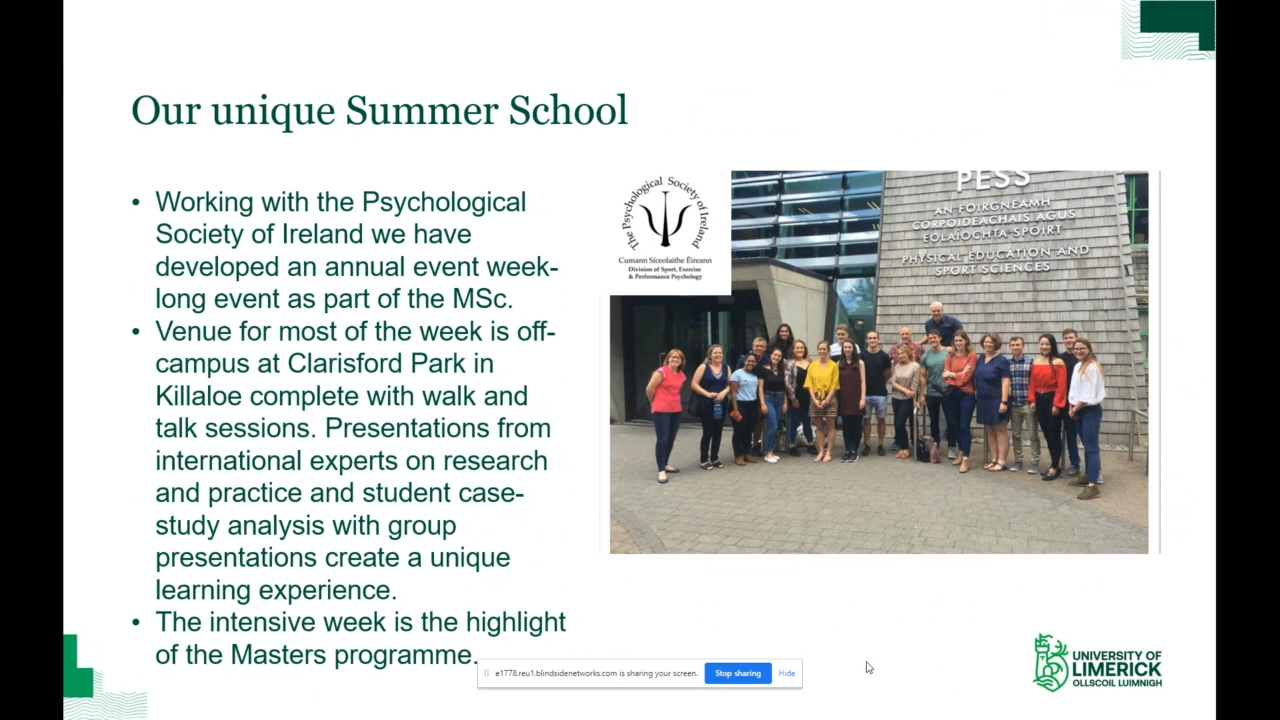 Our unique Summer School
• Working with the Psychological
Society of Ireland we have
developed an annual event week-
long event as part of the MSc.
• Venue for most of the week is off-
campus at Clarisford Park in
Killaloe complete with walk and
talk sessions. Presentations from
international experts on research
and practice and student case-
study analysis with group
presentations create a unique
learning experience.
• The intensive week is the highlight
of the Masters programme.
The Psychological Society of Ireland
Cumann Síceolaithe Éireann
Division of Sport, Exercise
& Performance Psychology
PESS
AN FOIRGNEAMH
CORPOIDEACHAIS AGUS
EOLAÍOCHTA SPÓIRT
PHYSICAL EDUCATION AND
SPORT SCIENCES
e1778.reu1.blindsidenetworks.com is sharing your screen.
Stop sharing
Hide
UNIVERSITY OF
LIMERICK
OLLSCOIL LUIMNIGH